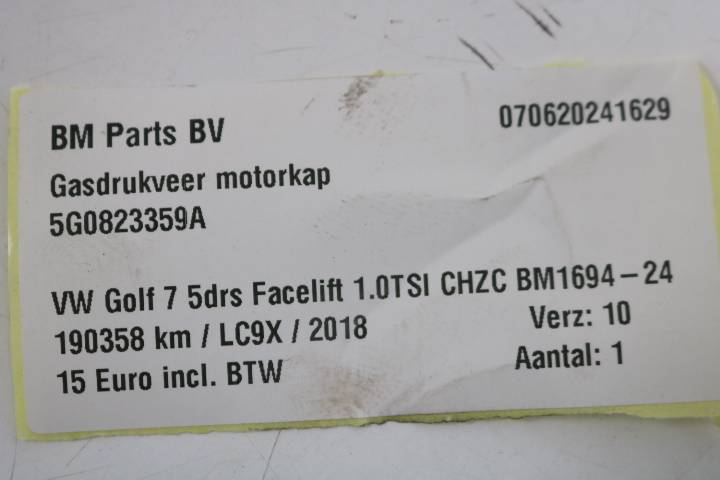 BM Parts BV 070620241629
Gasdrukveer motorkap
5G0823359A
VW Golf 7 5drs Facelift 1.0TSI CHZC BM1694-24
190358 km / LC9X / 2018 Verz: 10
15 Euro incl. BTW Aantal: 1